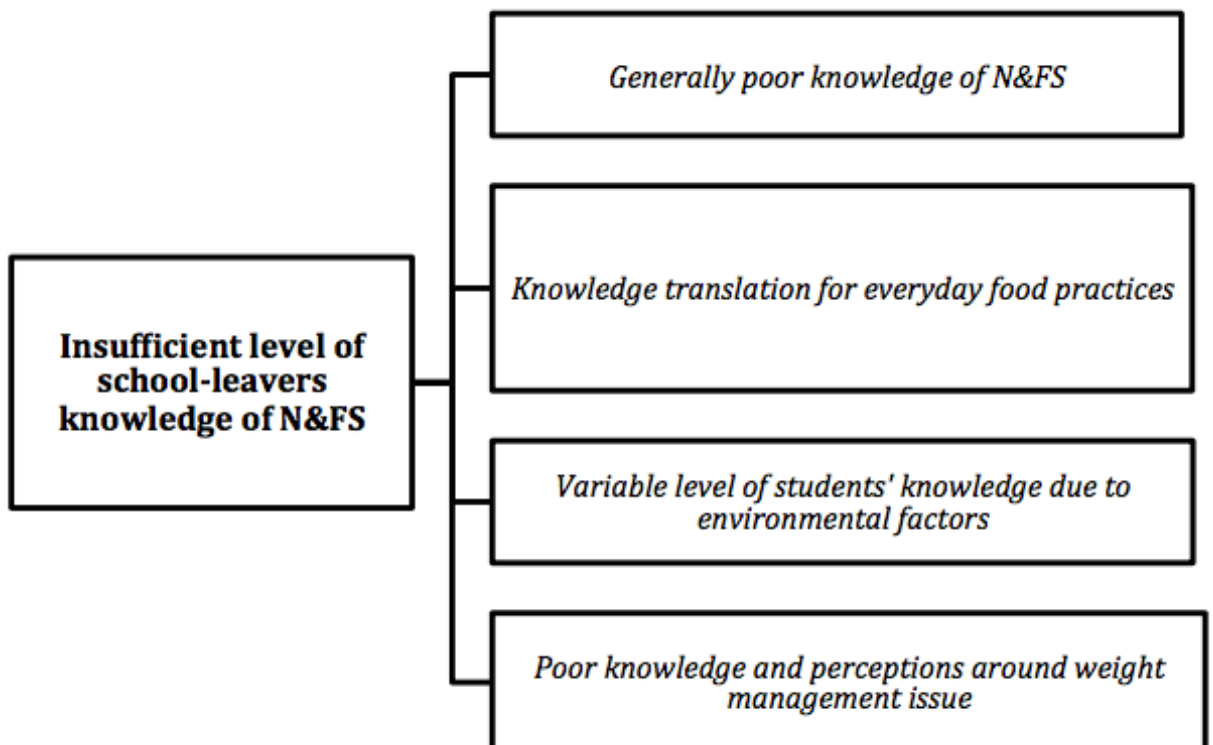 Generally poor knowledge of N&FS
Knowledge translation for everyday food practices
Insufficient level of
school-leavers
knowledge of N&FS
Variable level of students' knowledge due to
environmental factors
Poor knowledge and perceptions around weight
management issue